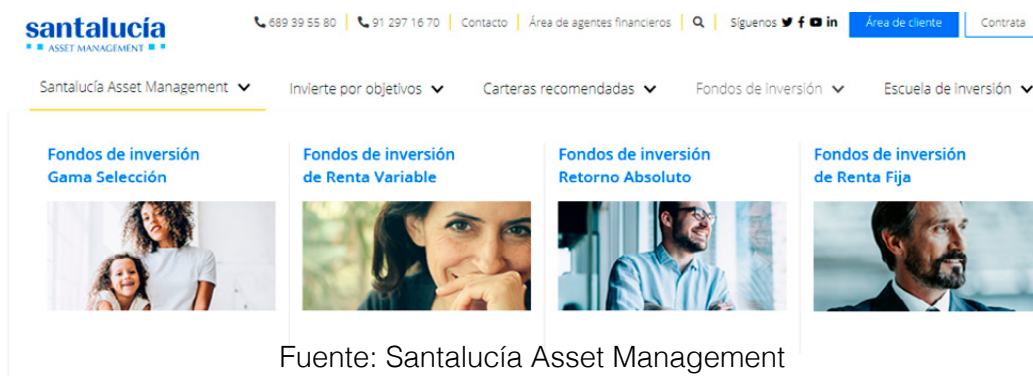 santalucía
ASSET MANAGEMENT
689 39 55 80 91 297 16 70 Contacto Área de agentes financieros Síguenos Área de cliente Contrata
Santalucía Asset Management Invierte por objetivos Carteras recomendadas Fondos de inversión Escuela de inversión
Fondos de inversión
Gama Selección
Fondos de inversión
de Renta Variable
Fondos de inversión
Retorno Absoluto
Fondos de inversión
de Renta Fija
Fuente: Santalucía Asset Management